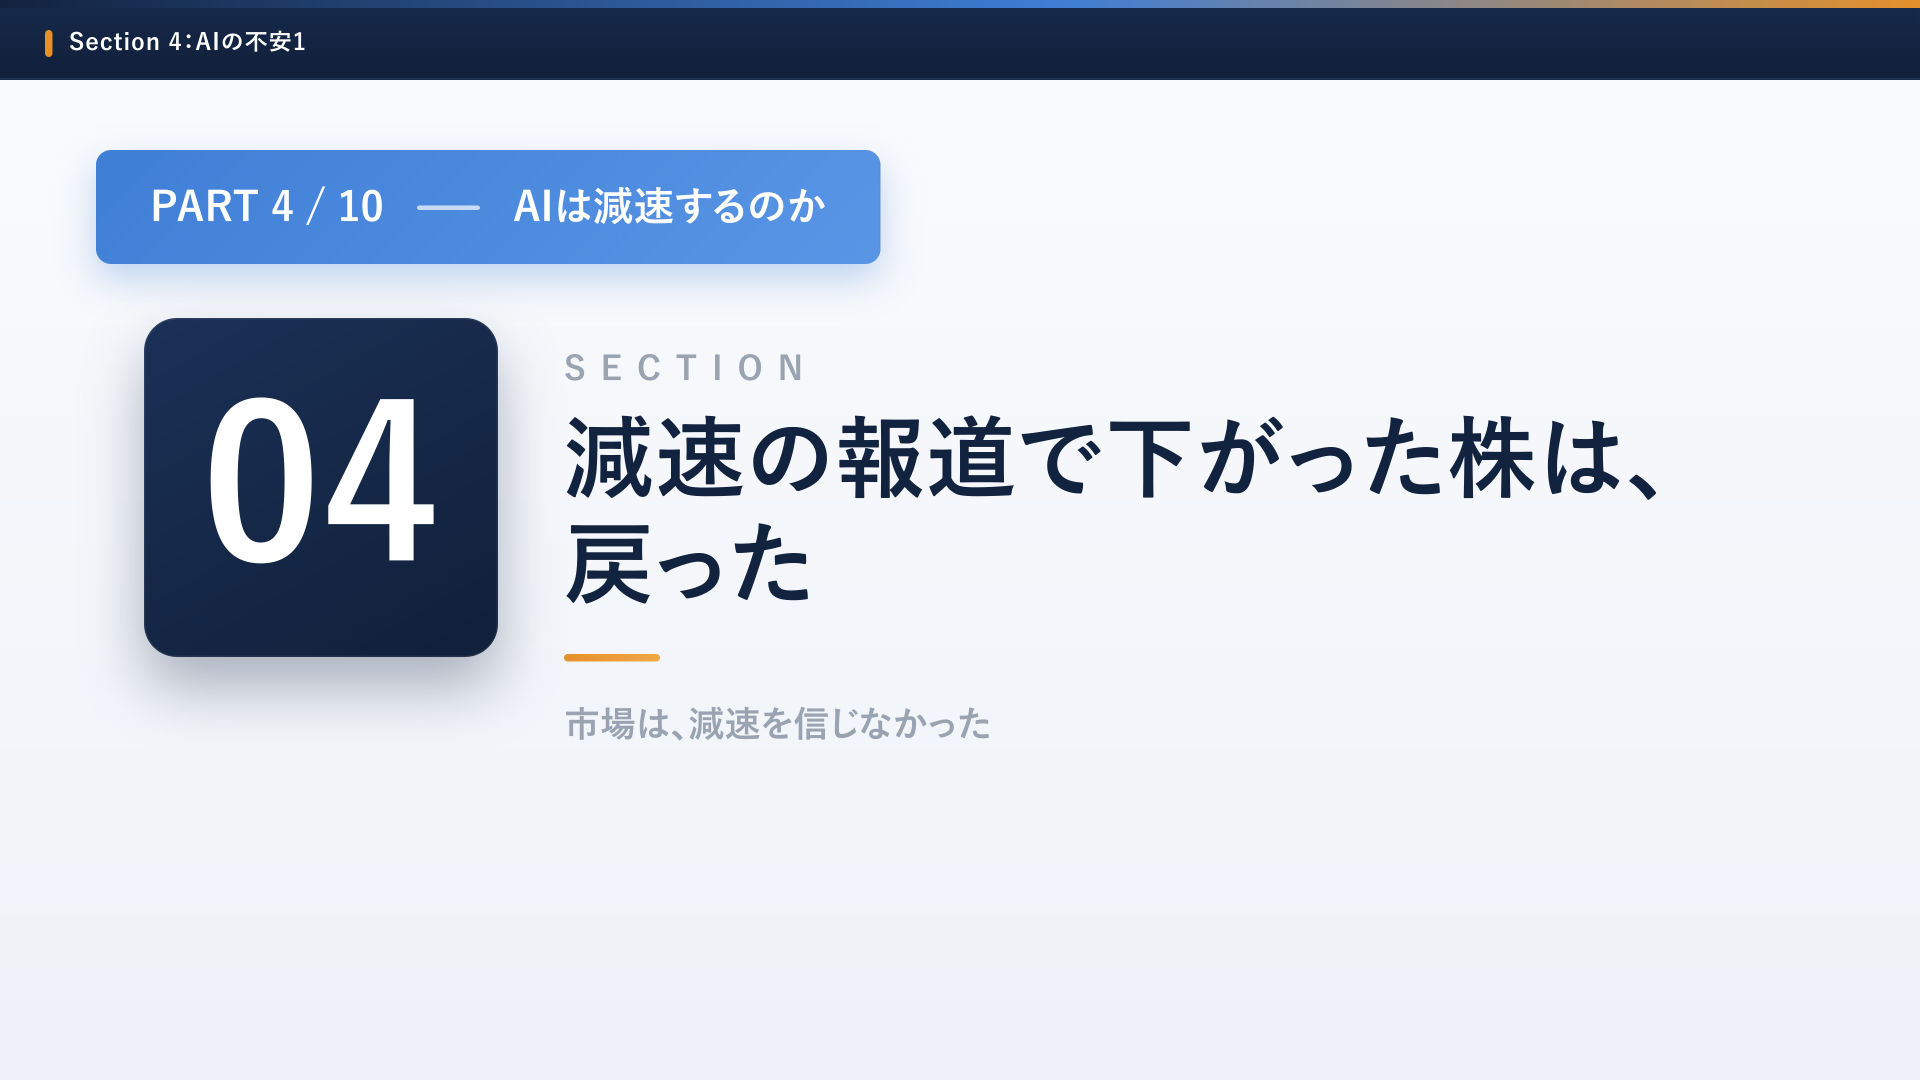 Section 4：AIの不安1
PART 4 / 10 — AIは減速するのか
04
SECTION
減速の報道で下がった株は、
戻った
市場は、減速を信じなかった